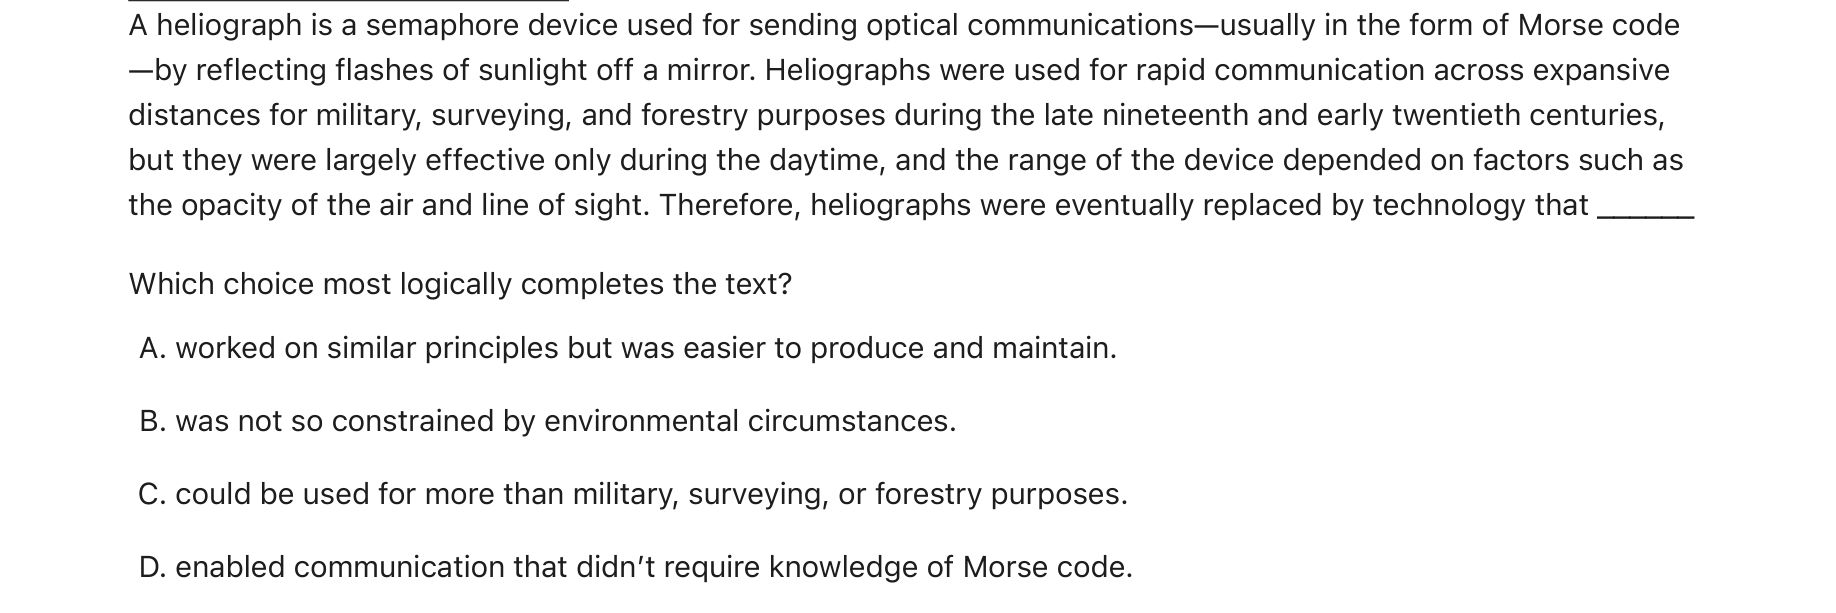 A heliograph is a semaphore device used for sending optical communications—usually in the form of Morse code
—by reflecting flashes of sunlight off a mirror. Heliographs were used for rapid communication across expansive
distances for military, surveying, and forestry purposes during the late nineteenth and early twentieth centuries,
but they were largely effective only during the daytime, and the range of the device depended on factors such as
the opacity of the air and line of sight. Therefore, heliographs were eventually replaced by technology that ______
Which choice most logically completes the text?
A. worked on similar principles but was easier to produce and maintain.
B. was not so constrained by environmental circumstances.
C. could be used for more than military, surveying, or forestry purposes.
D. enabled communication that didn’t require knowledge of Morse code.